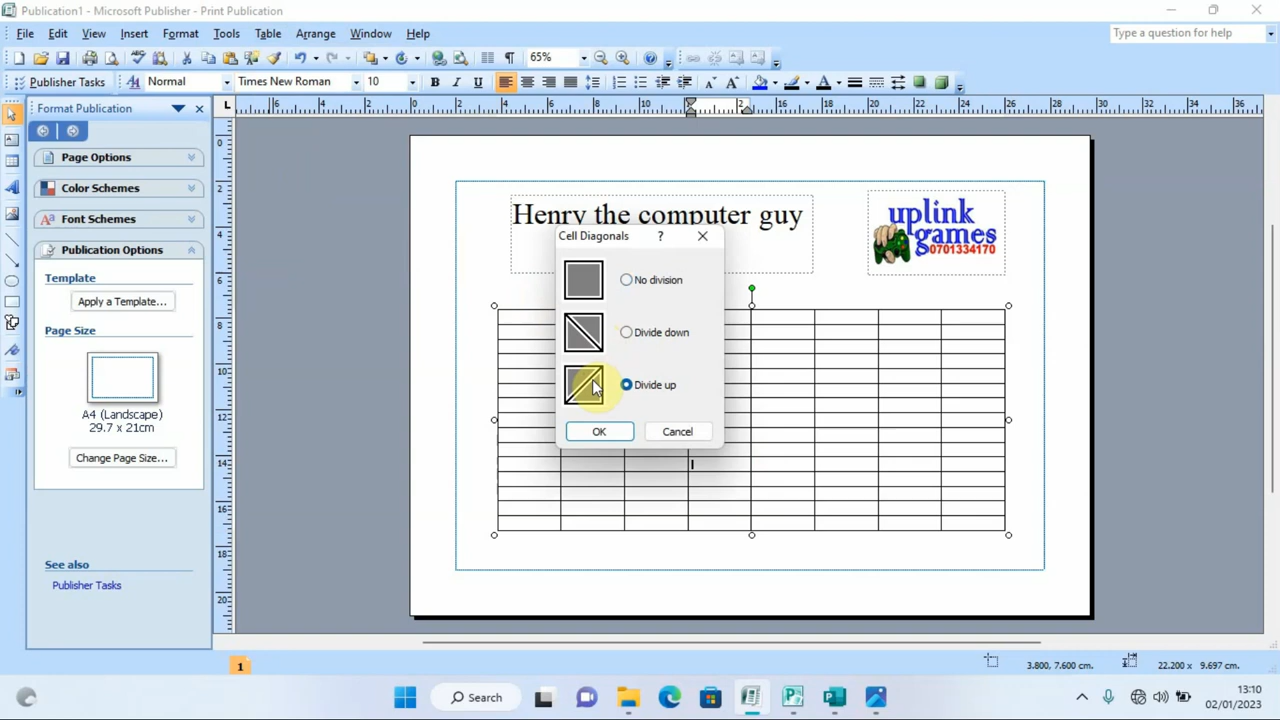 Publication1 - Microsoft Publisher - Print Publication
File Edit View Insert Format Tools Table Arrange Window Help
Type a question for help
65%
Publisher Tasks
Normal
Times New Roman
10
Format Publication
Page Options
Color Schemes
Font Schemes
Publication Options
Template
Apply a Template...
Page Size
A4 (Landscape)
29.7 x 21cm
Change Page Size...
See also
Publisher Tasks
Henry the computer guy
uplink
games
0701334170
Cell Diagonals
No division
Divide down
Divide up
OK
Cancel
1
3.800, 7.600 cm.
22.200 x 9.697 cm.
Search
13:10
02/01/2023